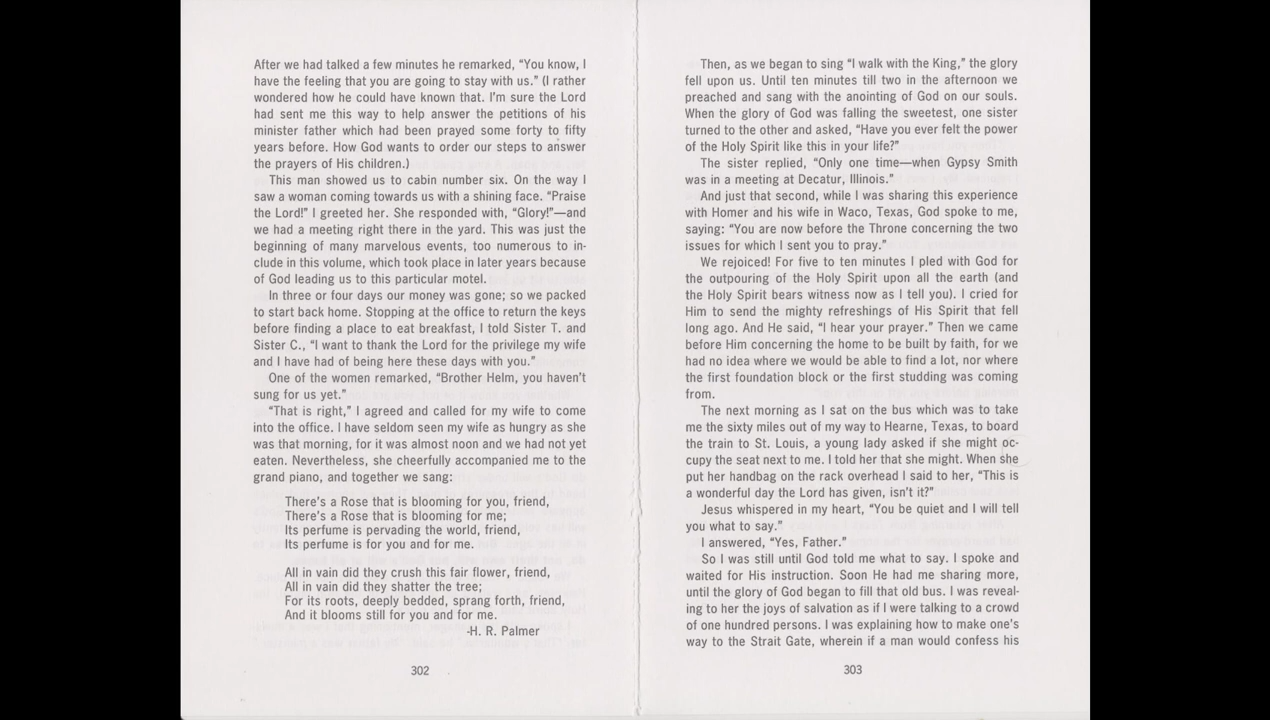 After we had talked a few minutes he remarked, “You know, I
have the feeling that you are going to stay with us.” (I rather
wondered how he could have known that. I’m sure the Lord
had sent me this way to help answer the petitions of his
minister father which had been prayed some forty to fifty
years before. How God wants to order our steps to answer
the prayers of His children.)
This man showed us to cabin number six. On the way I
saw a woman coming towards us with a shining face. “Praise
the Lord!” I greeted her. She responded with, “Glory!”—and
we had a meeting right there in the yard. This was just the
beginning of many marvelous events, too numerous to in-
clude in this volume, which took place in later years because
of God leading us to this particular motel.
In three or four days our money was gone; so we packed
to start back home. Stopping at the office to return the keys
before finding a place to eat breakfast, I told Sister T. and
Sister C., “I want to thank the Lord for the privilege my wife
and I have had of being here these days with you.”
One of the women remarked, “Brother Helm, you haven’t
sung for us yet.”
“That is right,” I agreed and called for my wife to come
into the office. I have seldom seen my wife as hungry as she
was that morning, for it was almost noon and we had not yet
eaten. Nevertheless, she cheerfully accompanied me to the
grand piano, and together we sang:
There’s a Rose that is blooming for you, friend,
There’s a Rose that is blooming for me;
Its perfume is pervading the world, friend,
Its perfume is for you and for me.
All in vain did they crush this fair flower, friend,
All in vain did they shatter the tree;
For its roots, deeply bedded, sprang forth, friend,
And it blooms still for you and for me.
-H. R. Palmer
302
Then, as we began to sing “I walk with the King,” the glory
fell upon us. Until ten minutes till two in the afternoon we
preached and sang with the anointing of God on our souls.
When the glory of God was falling the sweetest, one sister
turned to the other and asked, “Have you ever felt the power
of the Holy Spirit like this in your life?”
The sister replied, “Only one time—when Gypsy Smith
was in a meeting at Decatur, Illinois.”
And just that second, while I was sharing this experience
with Homer and his wife in Waco, Texas, God spoke to me,
saying: “You are now before the Throne concerning the two
issues for which I sent you to pray.”
We rejoiced! For five to ten minutes I pled with God for
the outpouring of the Holy Spirit upon all the earth (and
the Holy Spirit bears witness now as I tell you). I cried for
Him to send the mighty refreshings of His Spirit that fell
long ago. And He said, “I hear your prayer.” Then we came
before Him concerning the home to be built by faith, for we
had no idea where we would be able to find a lot, nor where
the first foundation block or the first studding was coming
from.
The next morning as I sat on the bus which was to take
me the sixty miles out of my way to Hearne, Texas, to board
the train to St. Louis, a young lady asked if she might oc-
cupy the seat next to me. I told her that she might. When she
put her handbag on the rack overhead I said to her, “This is
a wonderful day the Lord has given, isn’t it?”
Jesus whispered in my heart, “You be quiet and I will tell
you what to say.”
I answered, “Yes, Father.”
So I was still until God told me what to say. I spoke and
waited for His instruction. Soon He had me sharing more,
until the glory of God began to fill that old bus. I was reveal-
ing to her the joys of salvation as if I were talking to a crowd
of one hundred persons. I was explaining how to make one’s
way to the Strait Gate, wherein if a man would confess his
303